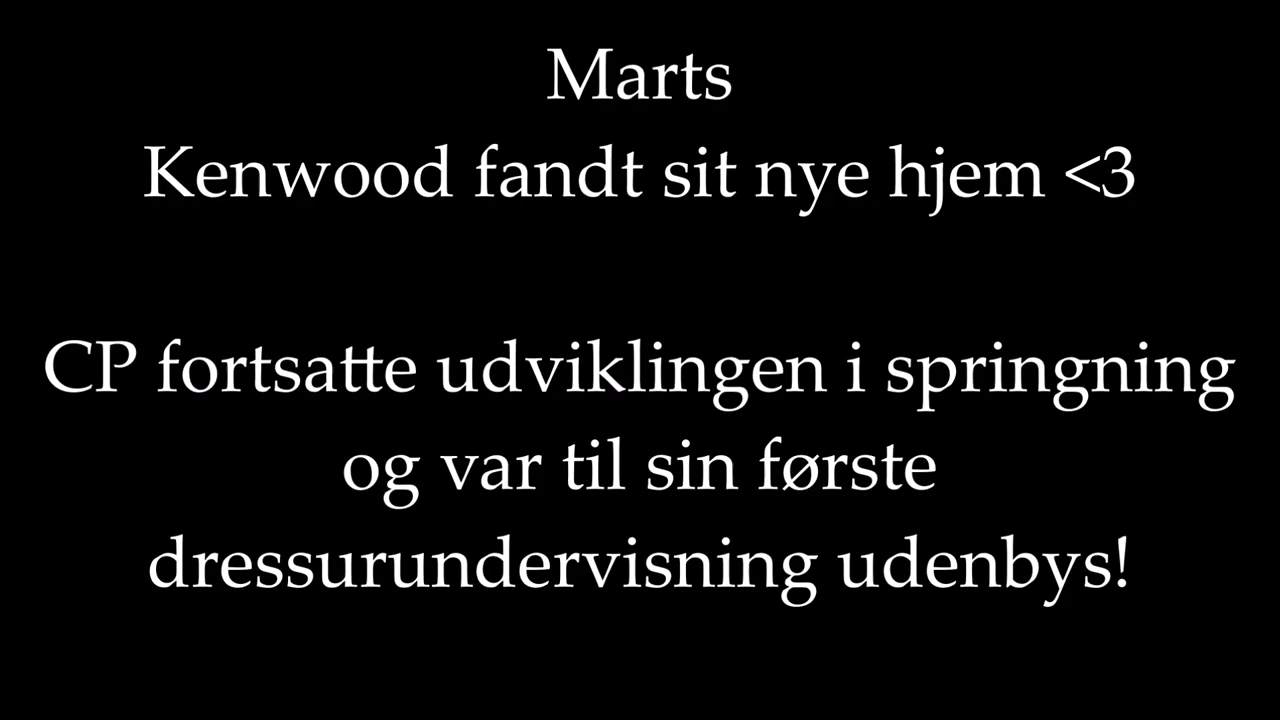 Marts
Kenwood fandt sit nye hjem <3
CP fortsatte udviklingen i springning
og var til sin første
dressurundervisning udenbys!